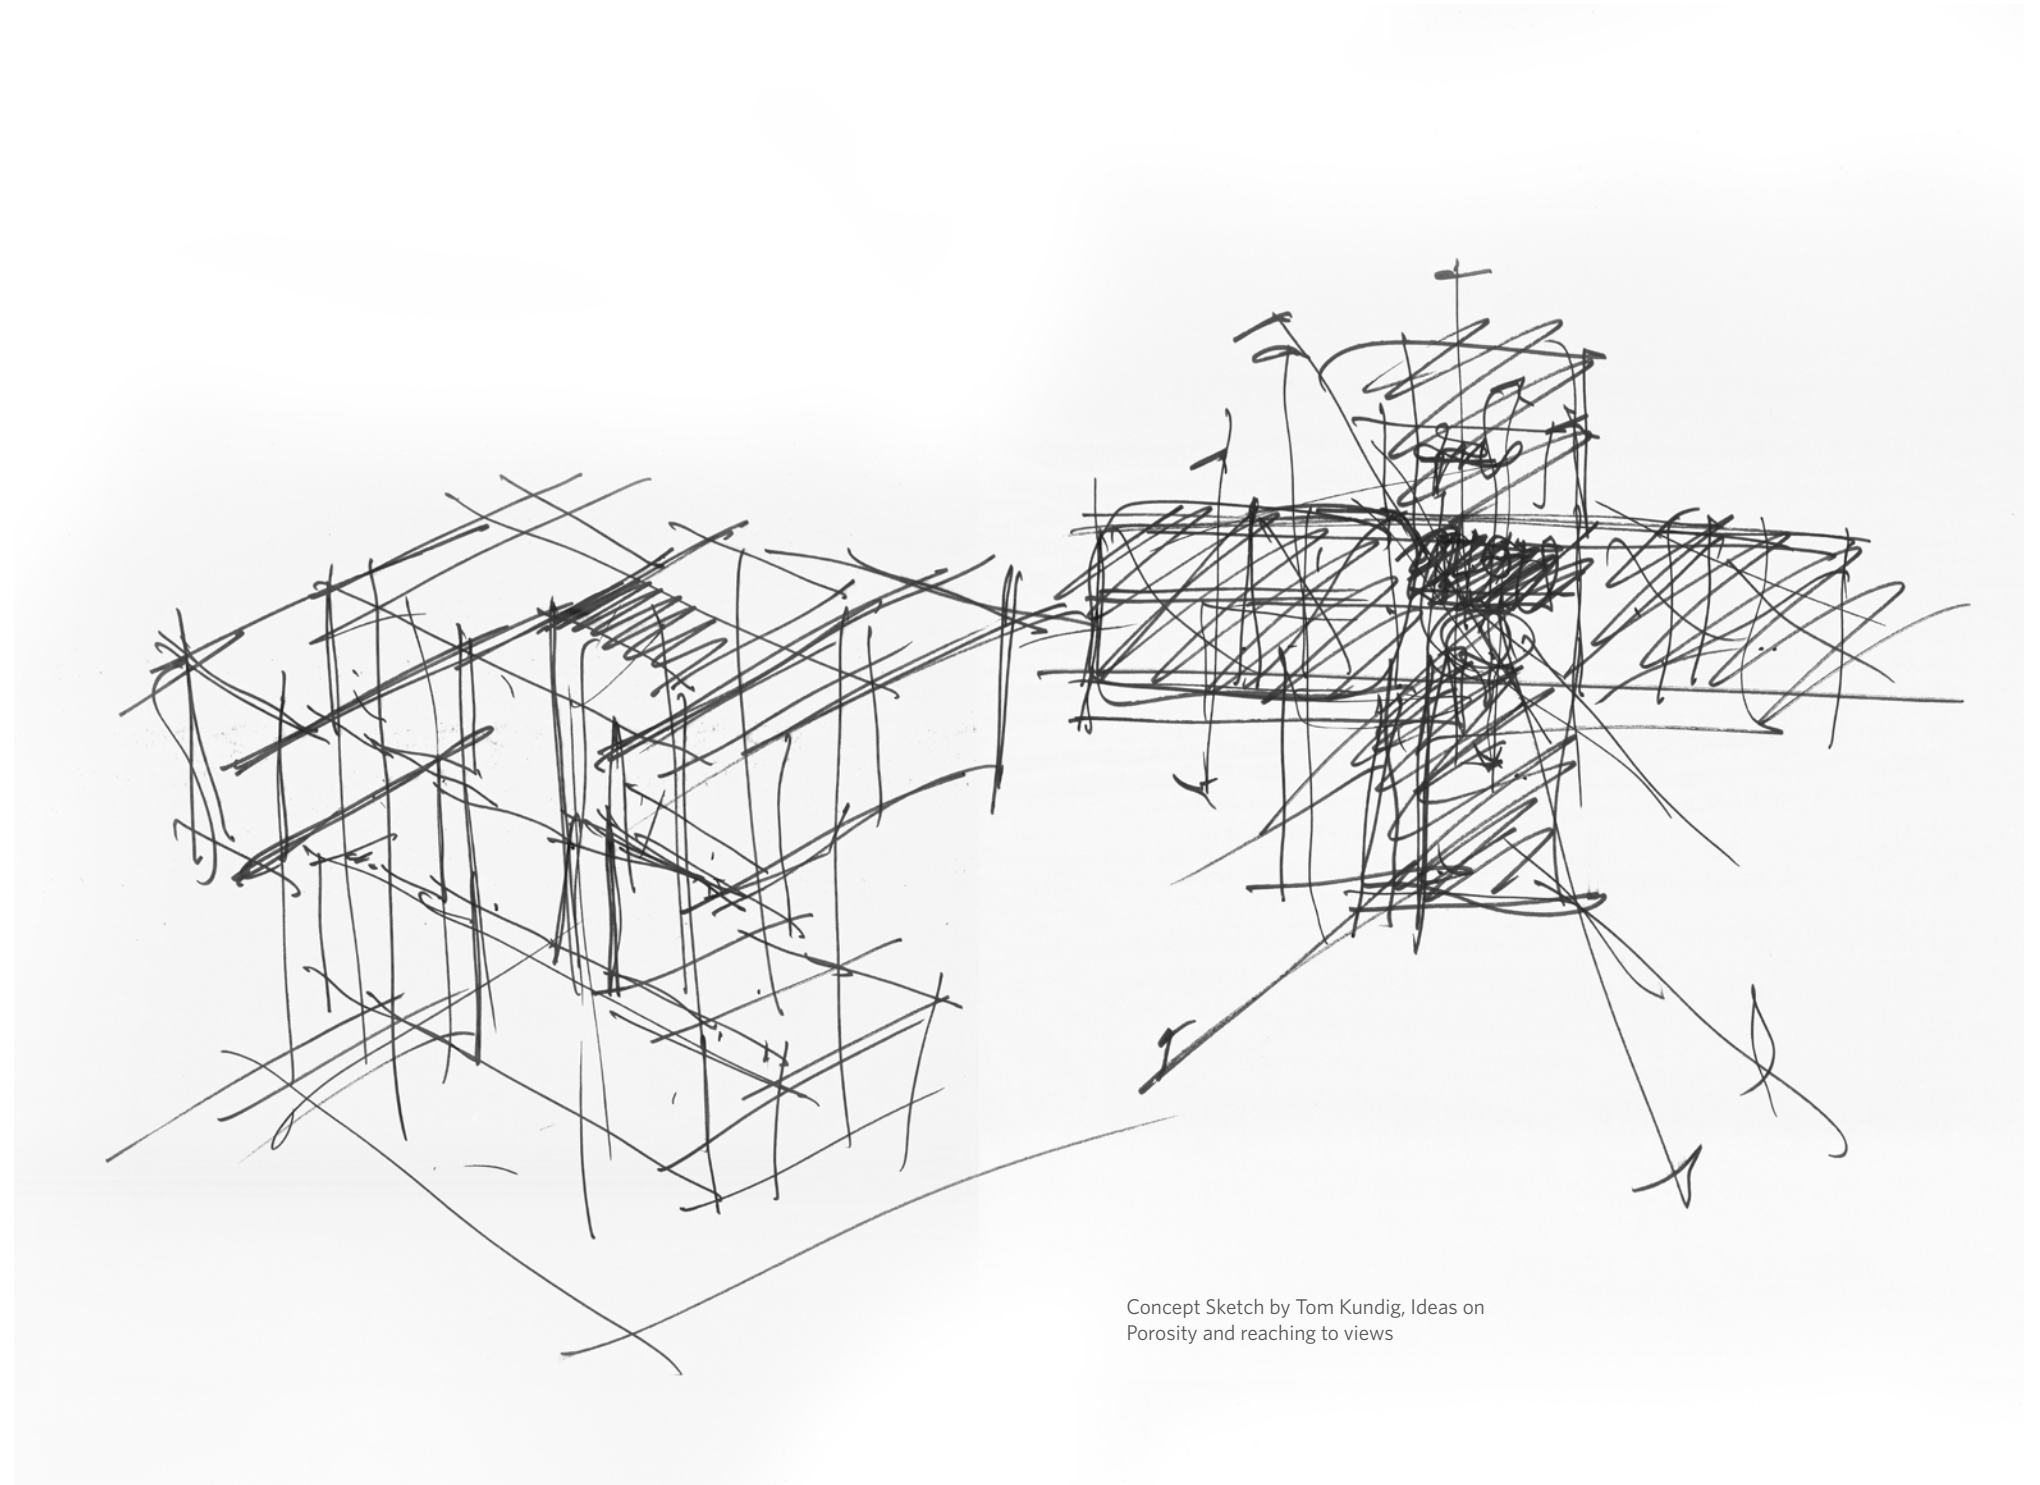 Concept Sketch by Tom Kundig, Ideas on
Porosity and reaching to views